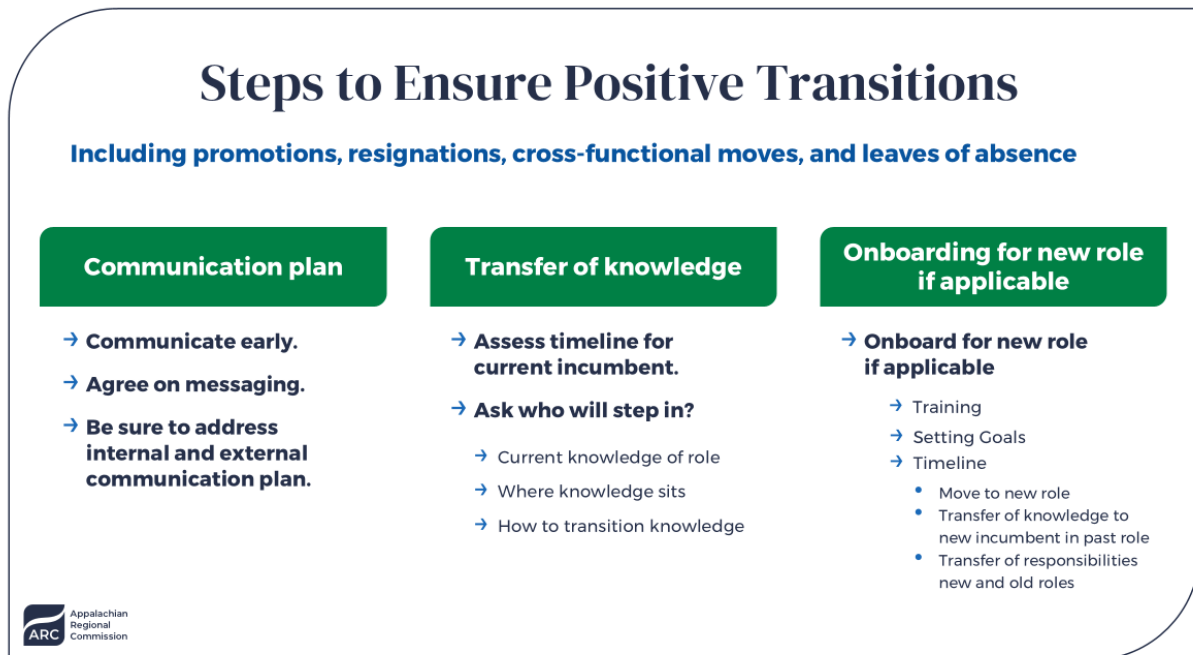 Steps to Ensure Positive Transitions
Including promotions, resignations, cross-functional moves, and leaves of absence
Communication plan
→ Communicate early.
→ Agree on messaging.
→ Be sure to address
internal and external
communication plan.
Transfer of knowledge
→ Assess timeline for
current incumbent.
→ Ask who will step in?
→ Current knowledge of role
→ Where knowledge sits
→ How to transition knowledge
Onboarding for new role
if applicable
→ Onboard for new role
if applicable
→ Training
→ Setting Goals
→ Timeline
• Move to new role
• Transfer of knowledge to
new incumbent in past role
• Transfer of responsibilities
new and old roles
ARC
Appalachian
Regional
Commission